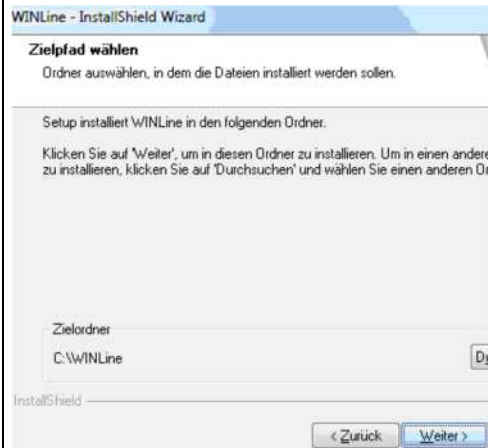 WINLine - InstallShield Wizard
Zielpfad wählen
Ordner auswählen, in dem die Dateien installiert werden sollen.
Setup installiert WINLine in den folgenden Ordner.
Klicken Sie auf 'Weiter', um in diesen Ordner zu installieren. Um in einen andere
zu installieren, klicken Sie auf 'Durchsuchen' und wählen Sie einen anderen Or
Zielordner
C:\WINLine
InstallShield
< Zurück Weiter >